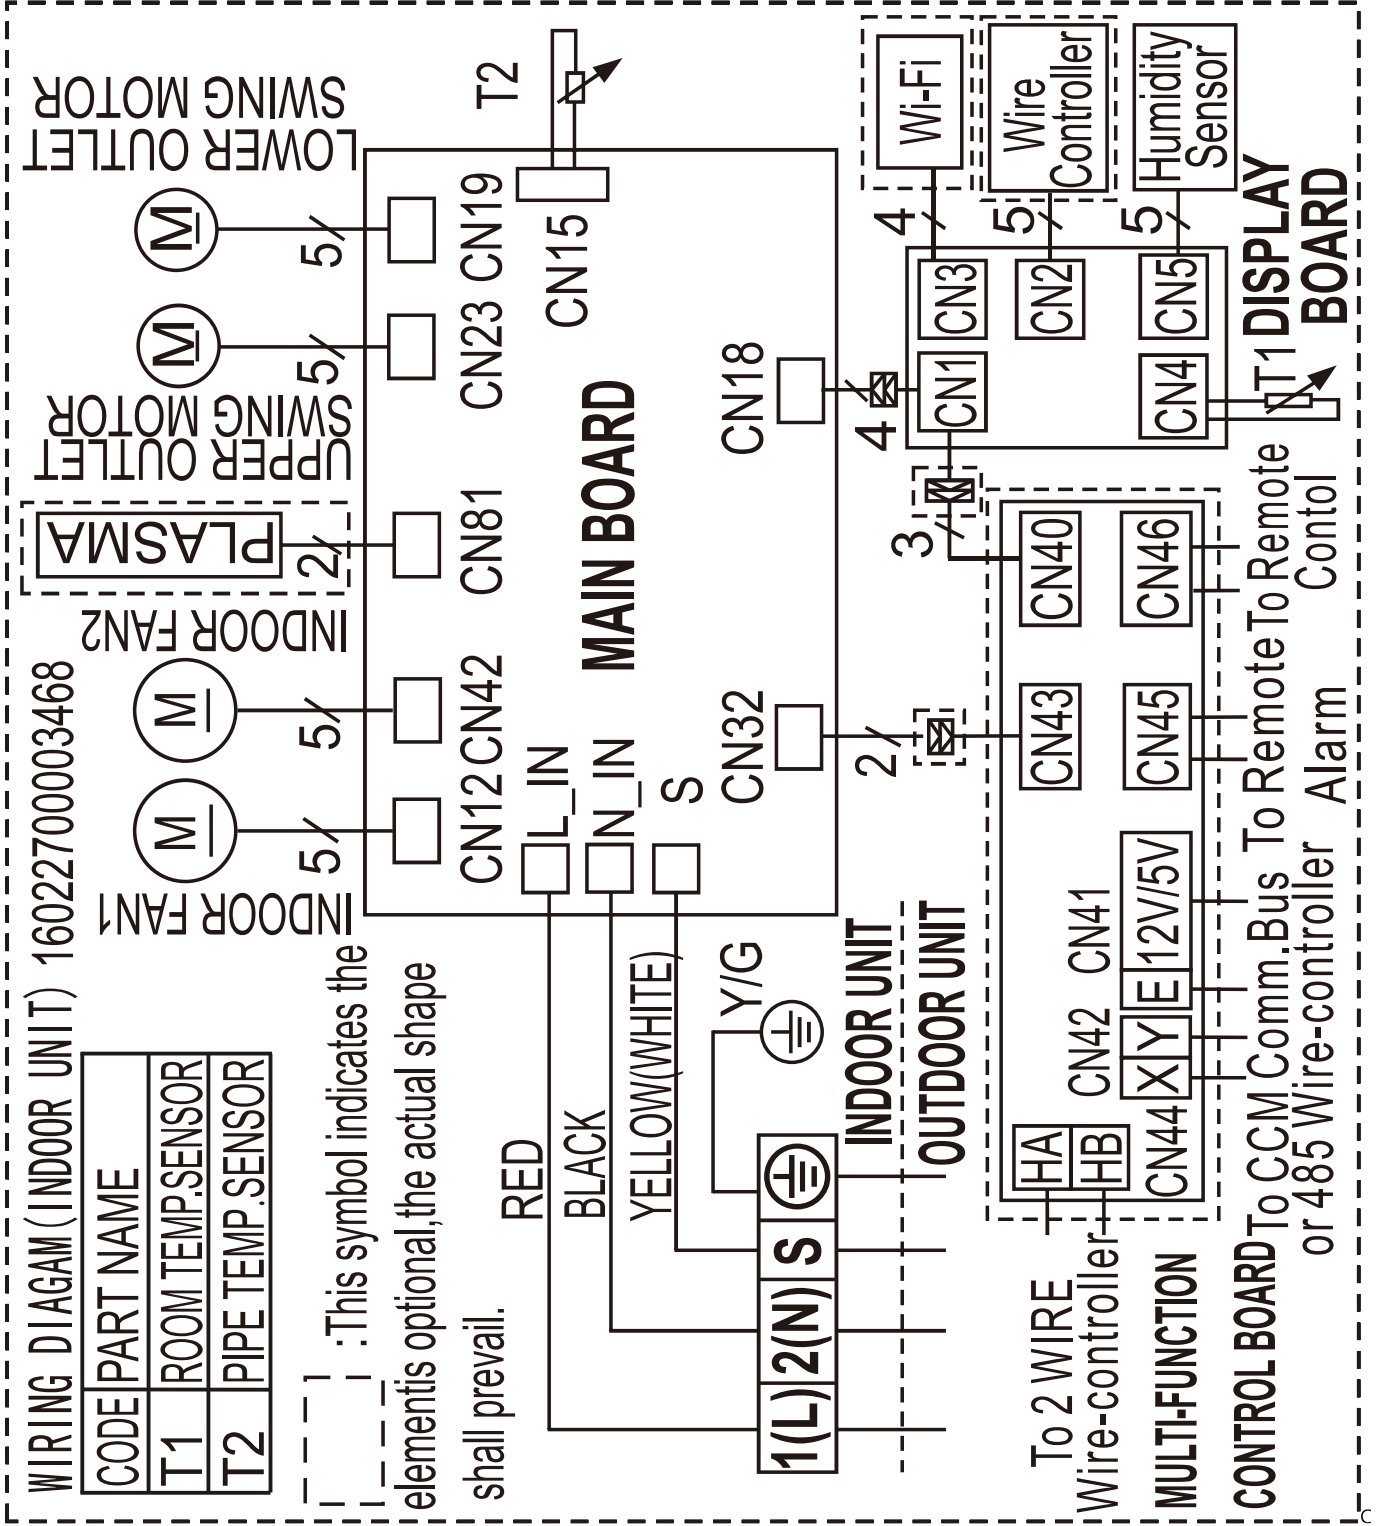 WIRING DIAGAM(INDOOR UNIT) 16022700003468
CODE PART NAME
T1 ROOM TEMP.SENSOR
T2 PIPE TEMP.SENSOR
:This symbol indicates the
elementis optional,the actual shape
shall prevail.
INDOOR FAN1
M
5
INDOOR FAN2
M
5
PLASMA
2
UPPER OUTLET
SWING MOTOR
M
5
LOWER OUTLET
SWING MOTOR
M
5
CN12
CN42
CN81
CN23
CN19
T2
CN15
L_IN
N_IN
S
MAIN BOARD
CN32
CN18
RED
BLACK
YELLOW(WHITE)
Y/G
1(L)
2(N)
S
INDOOR UNIT
OUTDOOR UNIT
2
4
3
Wi-Fi
4
Wire
Controller
5
Humidity
Sensor
5
CN3
CN2
CN5
CN1
CN4
DISPLAY
BOARD
T1
CN40
CN46
CN43
CN45
CN41
12V/5V
E
CN42
X
Y
CN44
HA
HB
To 2 WIRE
Wire-controller
MULTI-FUNCTION
CONTROL BOARD
To CCM Comm.Bus
or 485 Wire-controller
To Remote
Alarm
To Remote
Contol
C